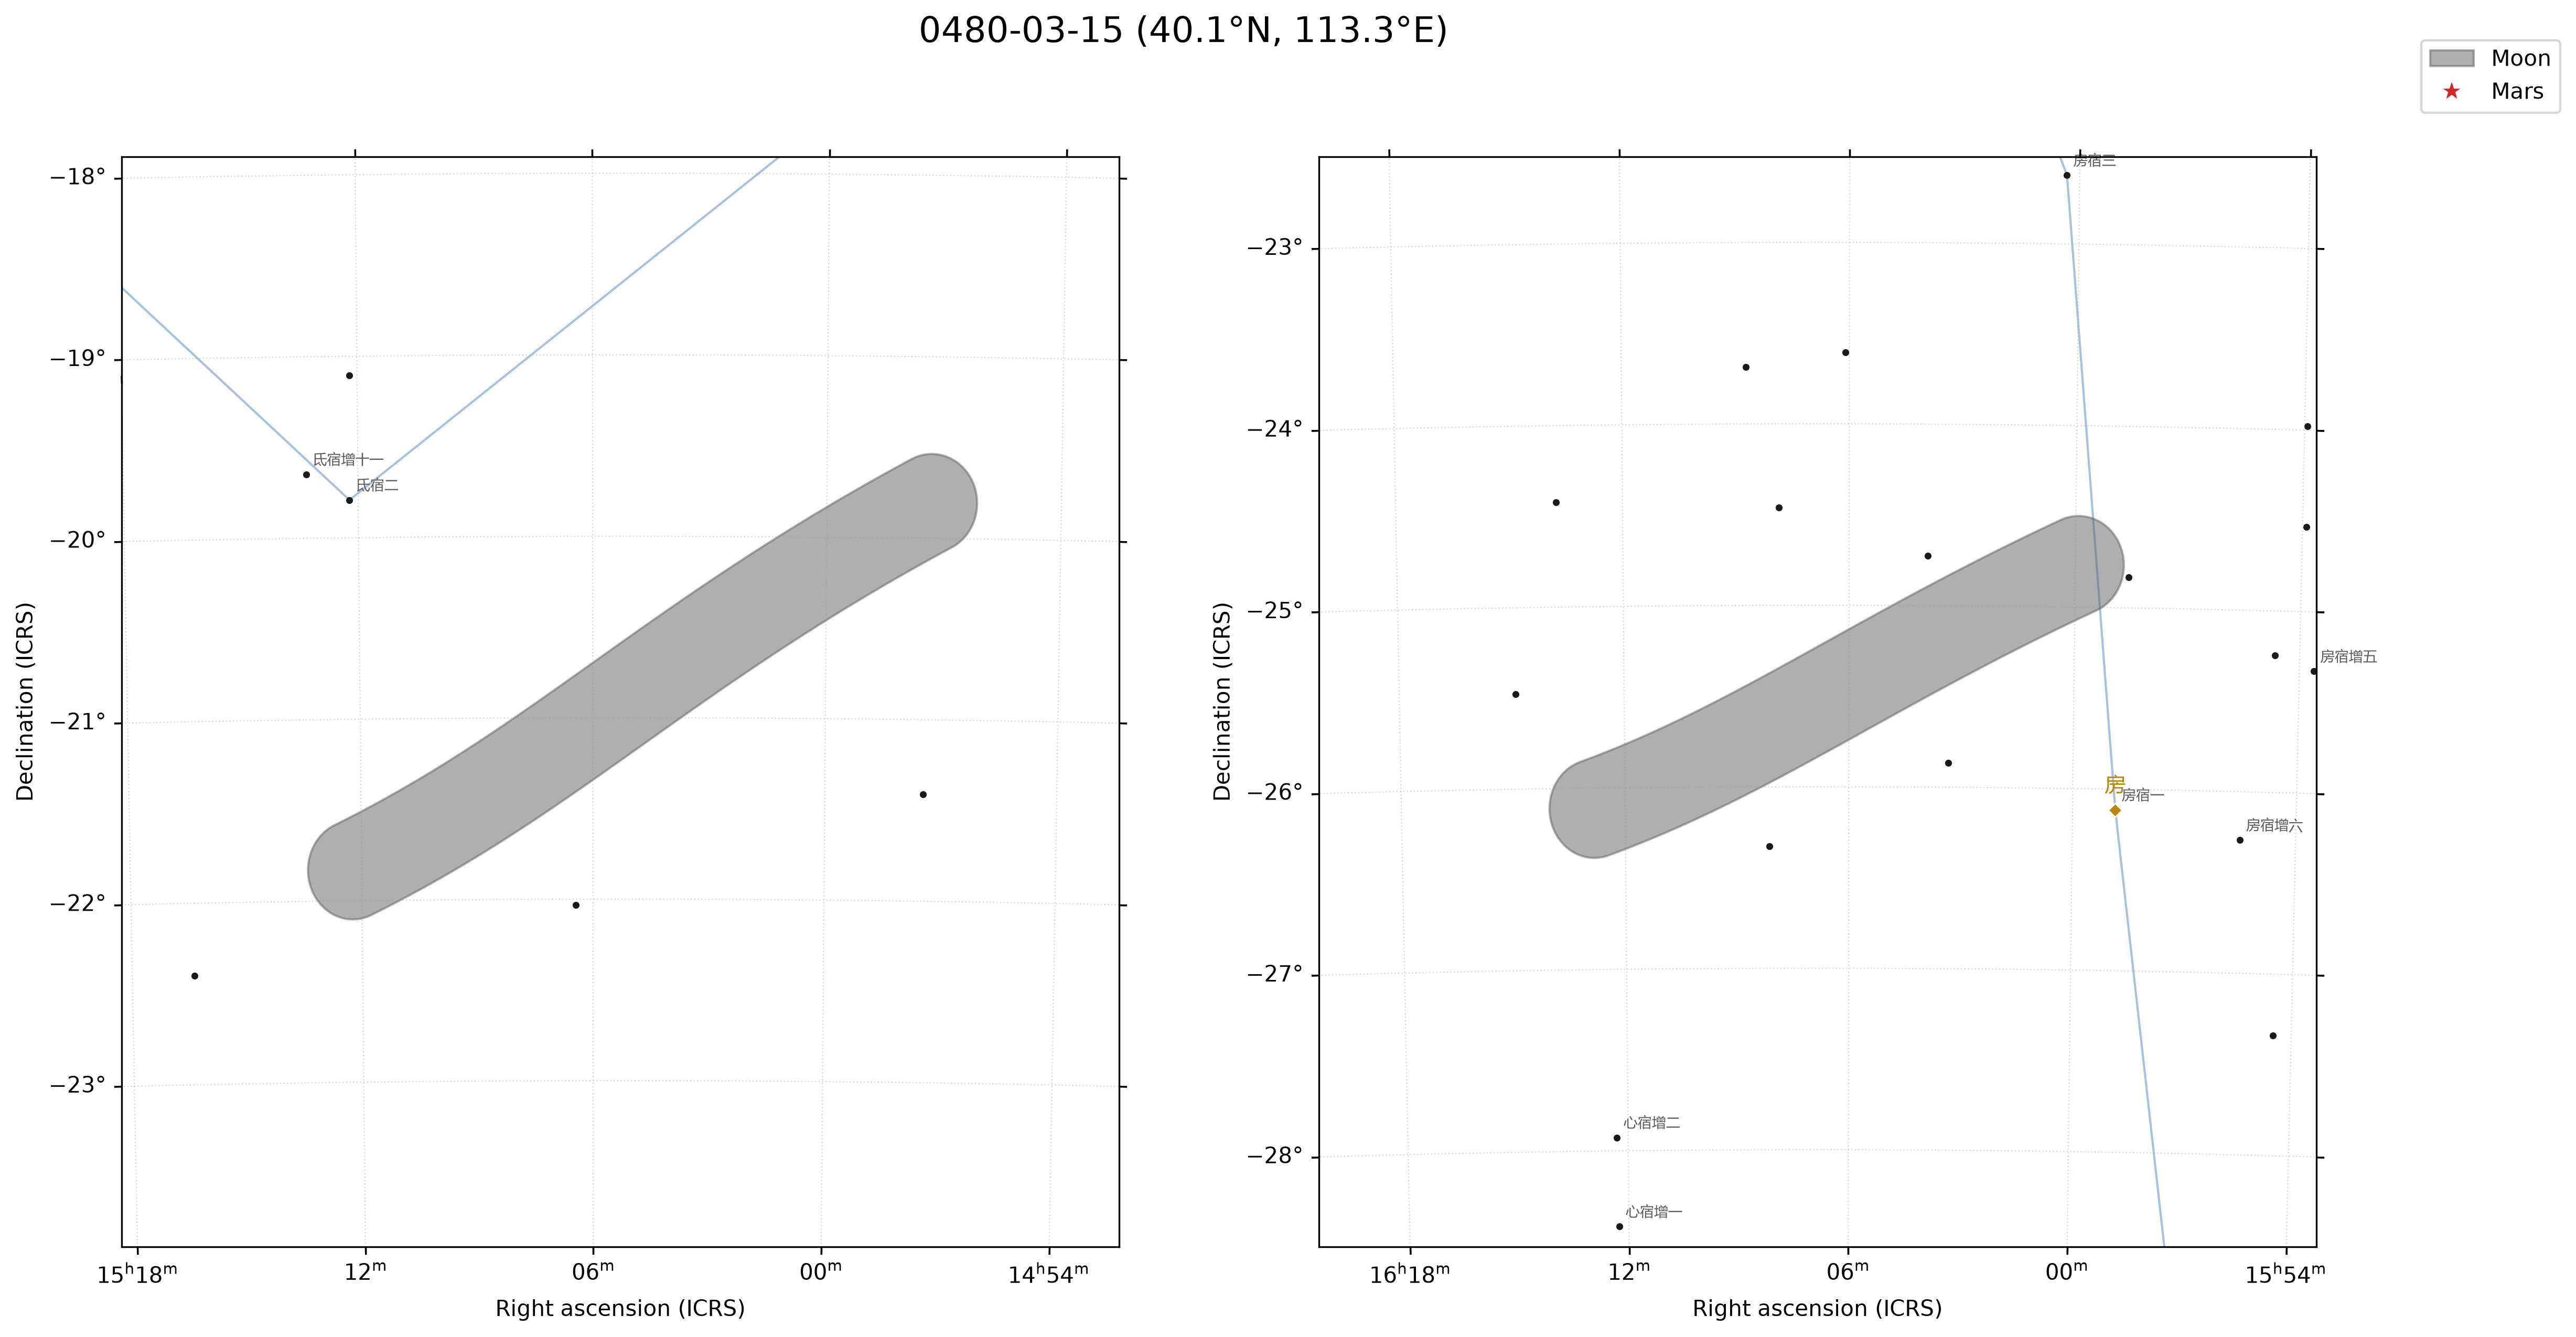 0480-03-15 (40.1°N, 113.3°E)
Moon
Mars
−18°
−19°
−20°
−21°
−22°
−23°
Declination (ICRS)
氐宿增十一
氐宿二
15ʰ18ᵐ
12ᵐ
06ᵐ
00ᵐ
14ʰ54ᵐ
Right ascension (ICRS)
−23°
−24°
−25°
−26°
−27°
−28°
Declination (ICRS)
房宿三
房宿增五
房
房宿一
房宿增六
心宿增二
心宿增一
16ʰ18ᵐ
12ᵐ
06ᵐ
00ᵐ
15ʰ54ᵐ
Right ascension (ICRS)